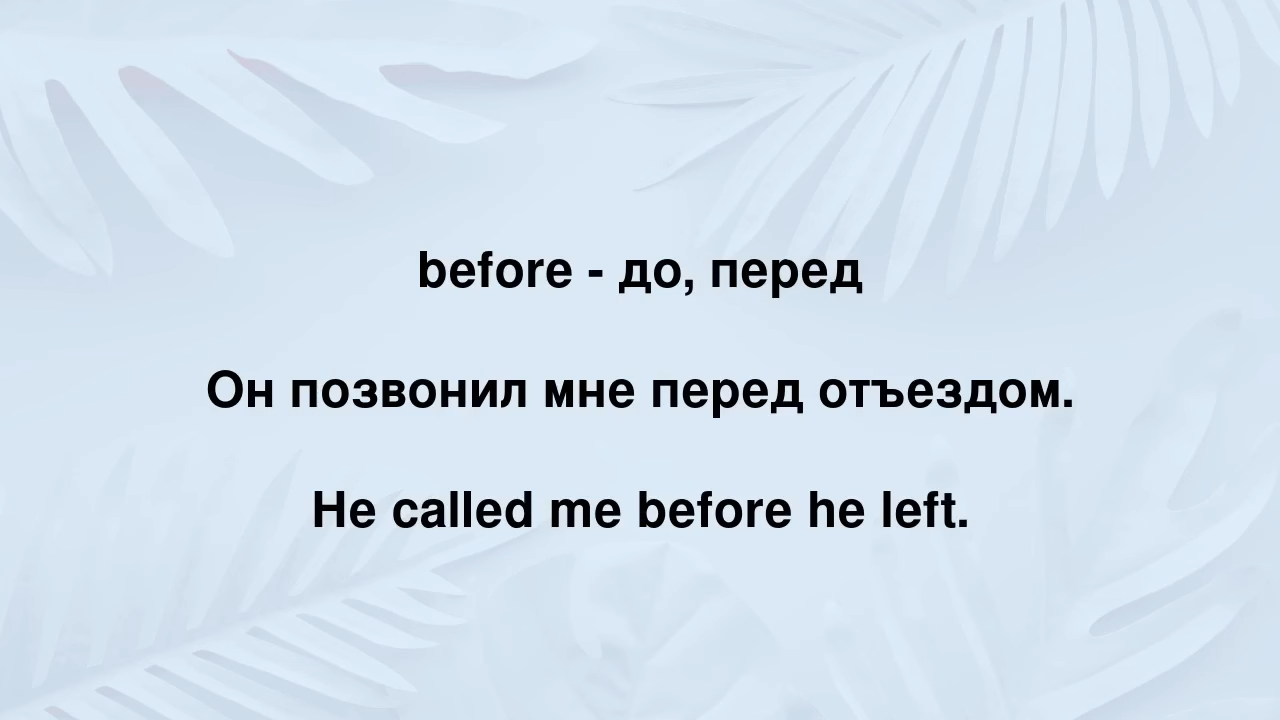 before - до, перед
Он позвонил мне перед отъездом.
He called me before he left.